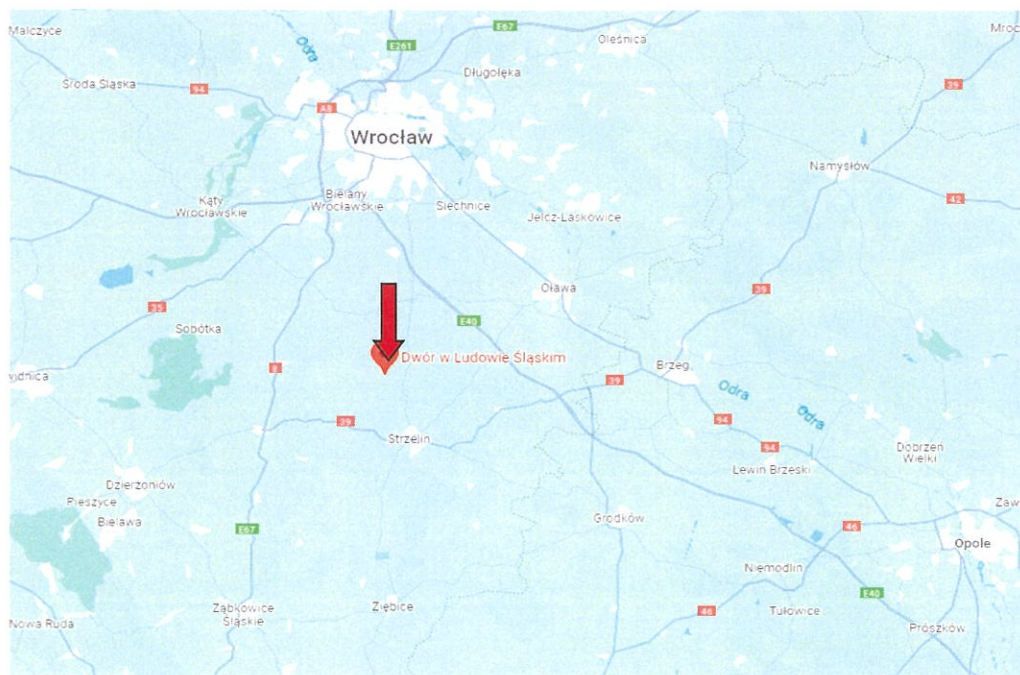 Malczyce
E67
Mroc
Odra
E261
Oleśnica
Długołęka
Środa Śląska
94
39
A8
Wrocław
Namysłów
Kąty
Wrocławskie
Bielany
Wrocławskie
Siechnice
Jelcz-Laskowice
42
35
Oława
39
Sobótka
E40
Dwór w Ludowie Śląskim
8
vidnica
Brzeg
39
Odra
39
94
Odra
Strzelin
94
Dobrzeń
Wielki
Lewin Brzeski
Dzierżoniów
Pieszyce
Bielawa
Zaw
E67
Grodków
46
Opole
Niemodlin
E40
Ząbkowice
Śląskie
Ziębice
46
Tułowice
Nowa Ruda
Prószków